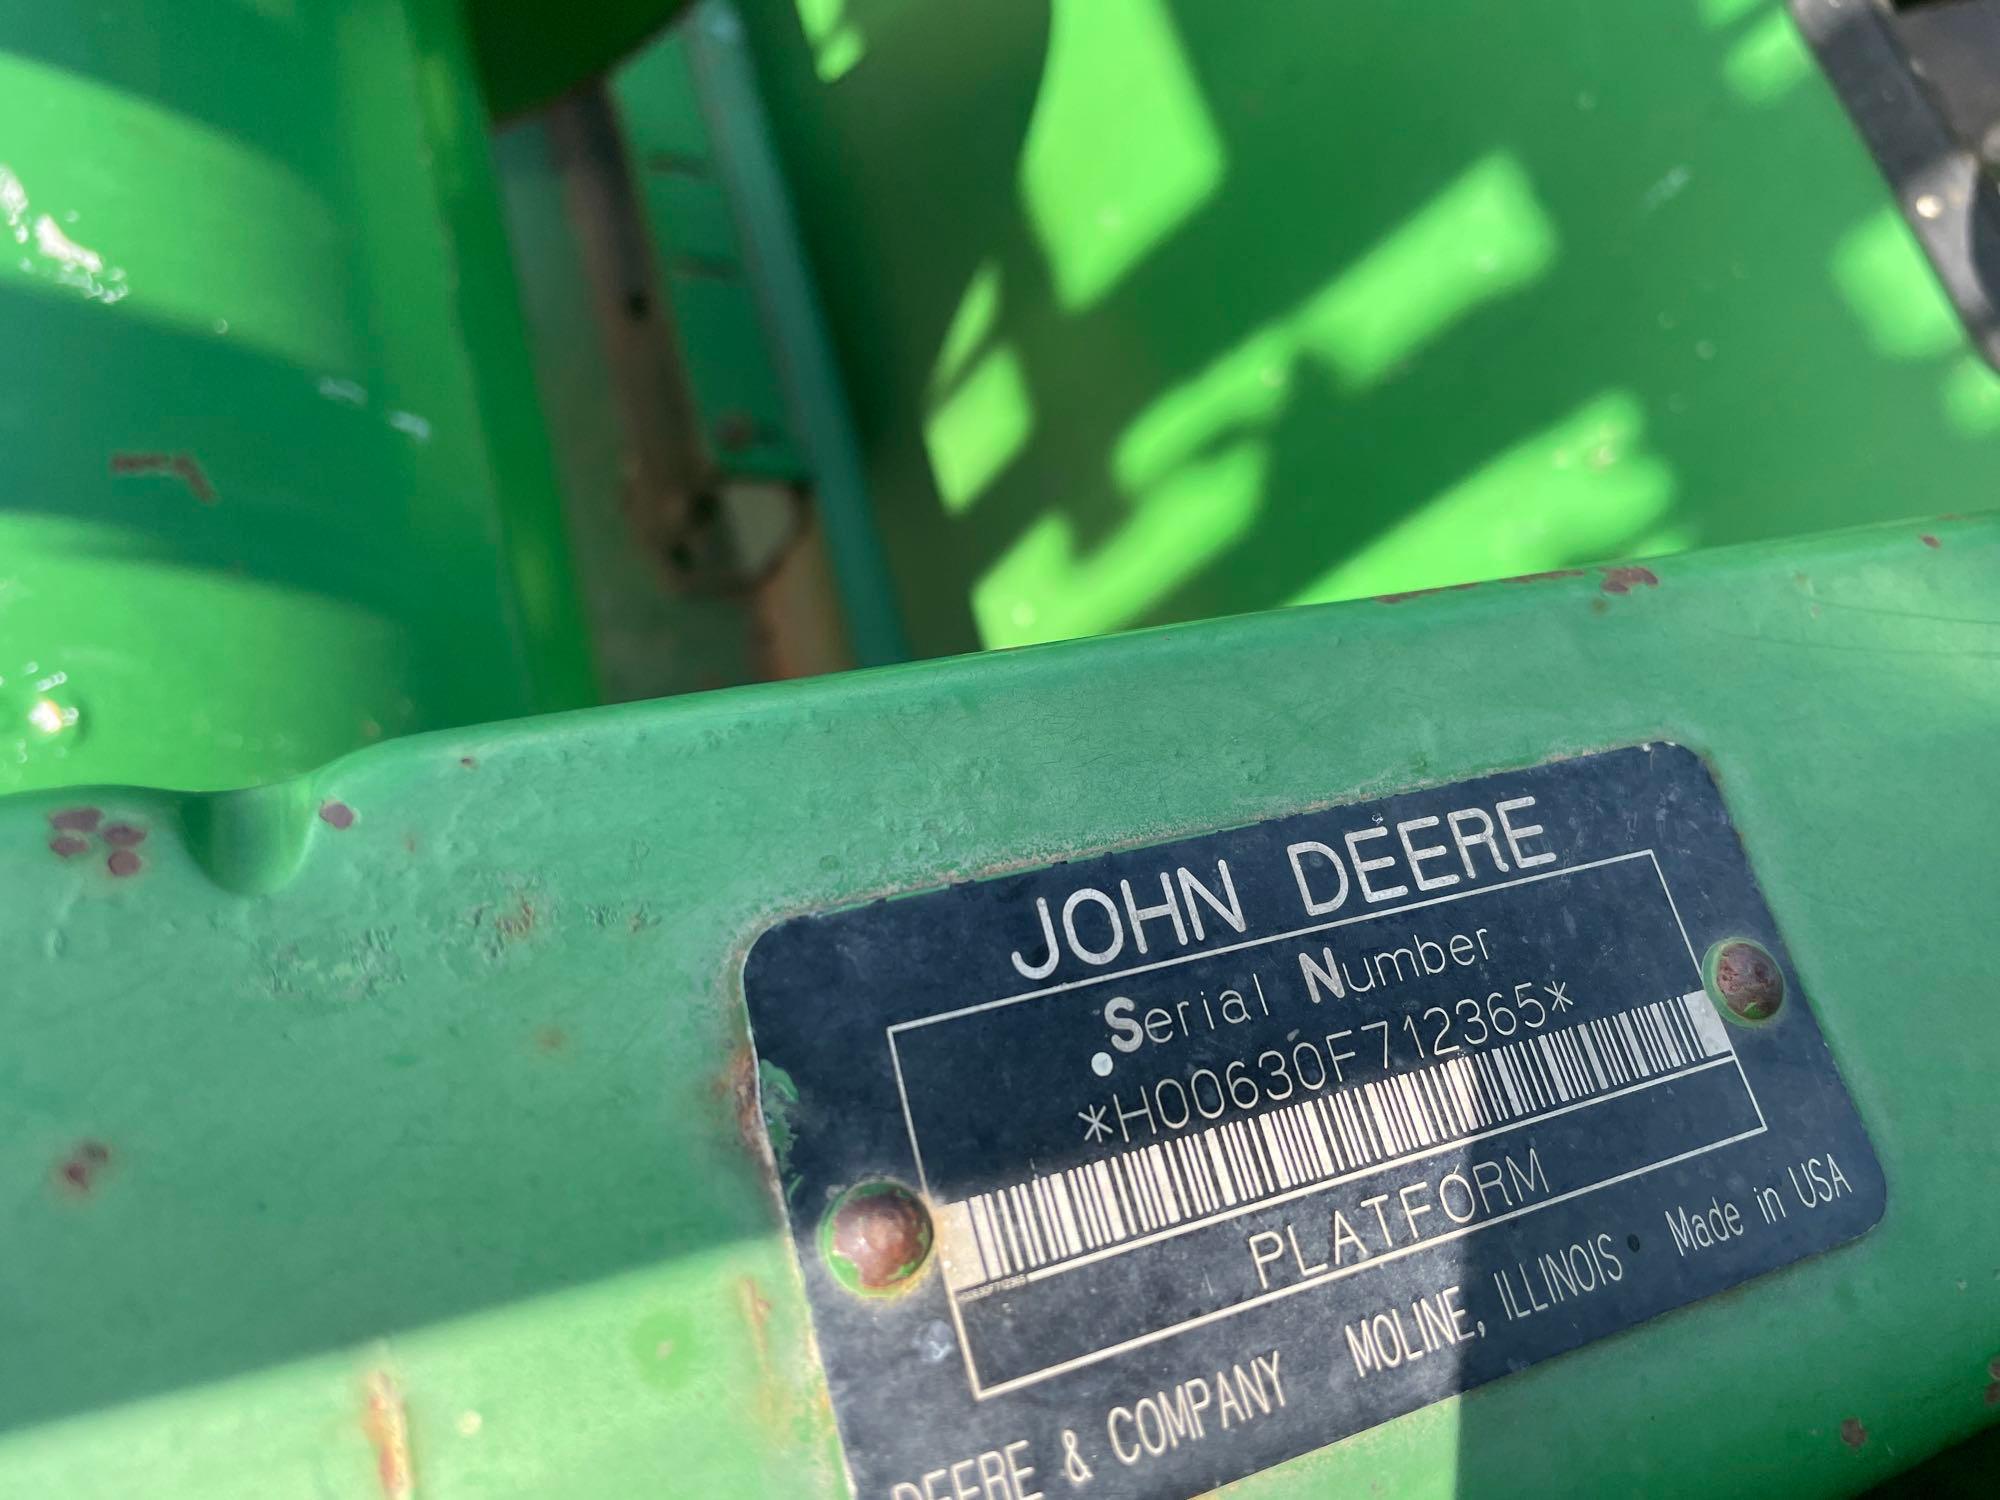 JOHN DEERE
Serial Number
*H00630F712365*
PLATFORM
DEERE & COMPANY MOLINE, ILLINOIS Made in USA